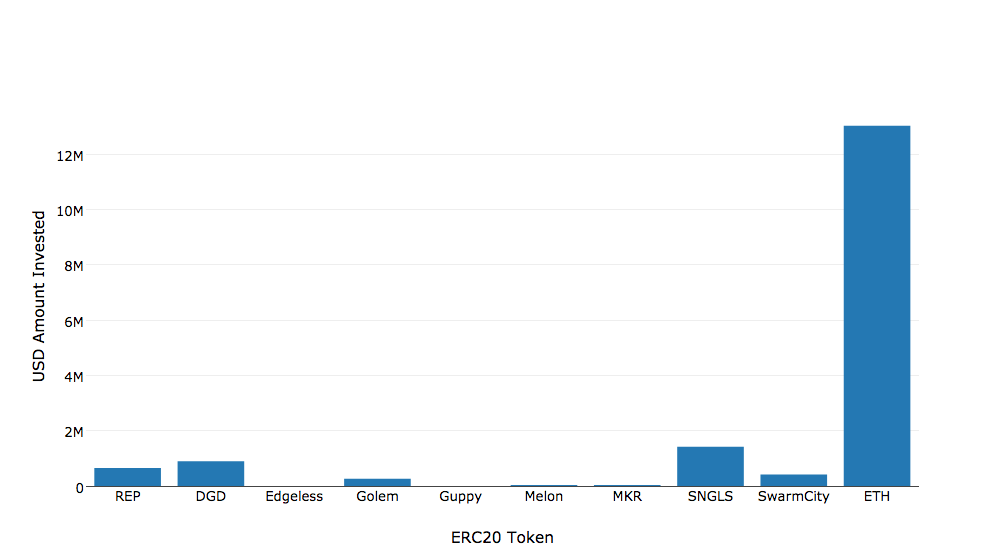 USD Amount Invested
12M
10M
8M
6M
4M
2M
0
REP DGD Edgeless Golem Guppy Melon MKR SNGLS SwarmCity ETH
ERC20 Token